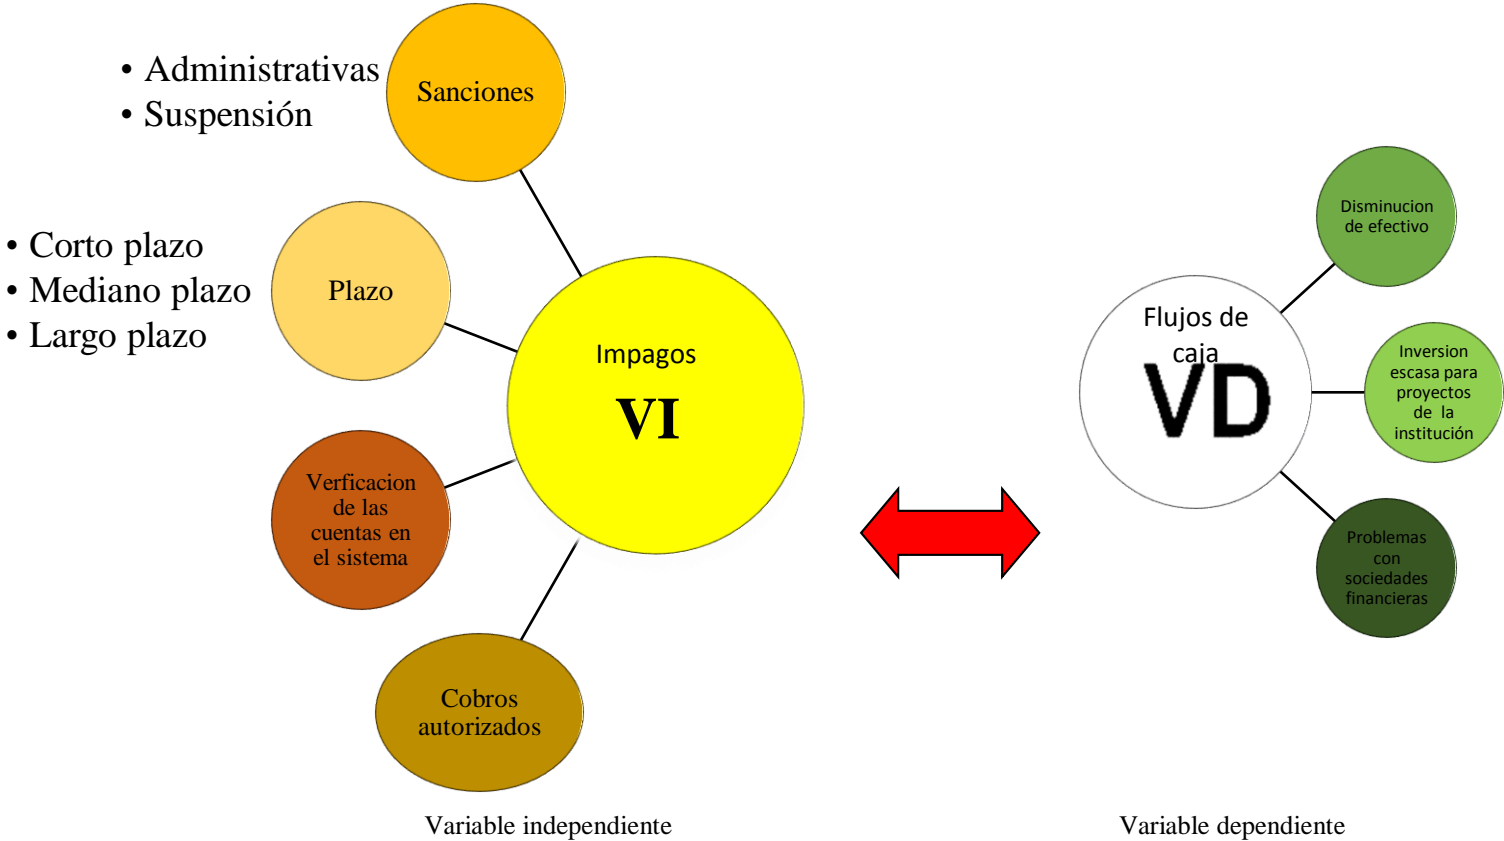 • Administrativas
• Suspensión
Sanciones
• Corto plazo
• Mediano plazo
• Largo plazo
Plazo
Impagos
VI
Verficacion
de las
cuentas en
el sistema
Cobros
autorizados
Variable independiente
Flujos de
caja
VD
Disminucion
de efectivo
Inversion
escasa para
proyectos
de la
institución
Problemas
con
sociedades
financieras
Variable dependiente